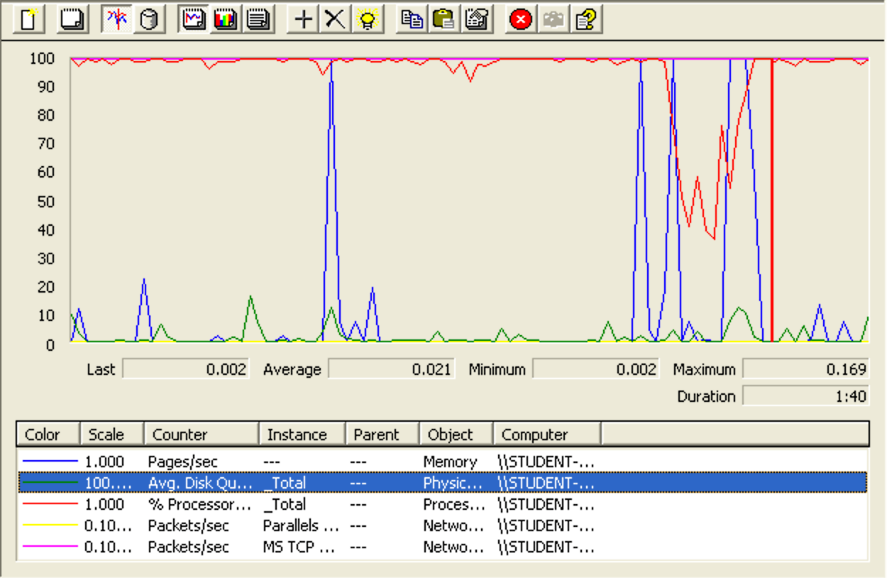 100
90
80
70
60
50
40
30
20
10
0
Last 0.002 Average 0.021 Minimum 0.002 Maximum 0.169
Duration 1:40
Color Scale Counter Instance Parent Object Computer
1.000 Pages/sec --- --- Memory \\STUDENT-...
100.... Avg. Disk Qu... _Total --- Physic... \\STUDENT-...
1.000 % Processor... _Total --- Proces... \\STUDENT-...
0.10... Packets/sec Parallels ... --- Netwo... \\STUDENT-...
0.10... Packets/sec MS TCP ... --- Netwo... \\STUDENT-...